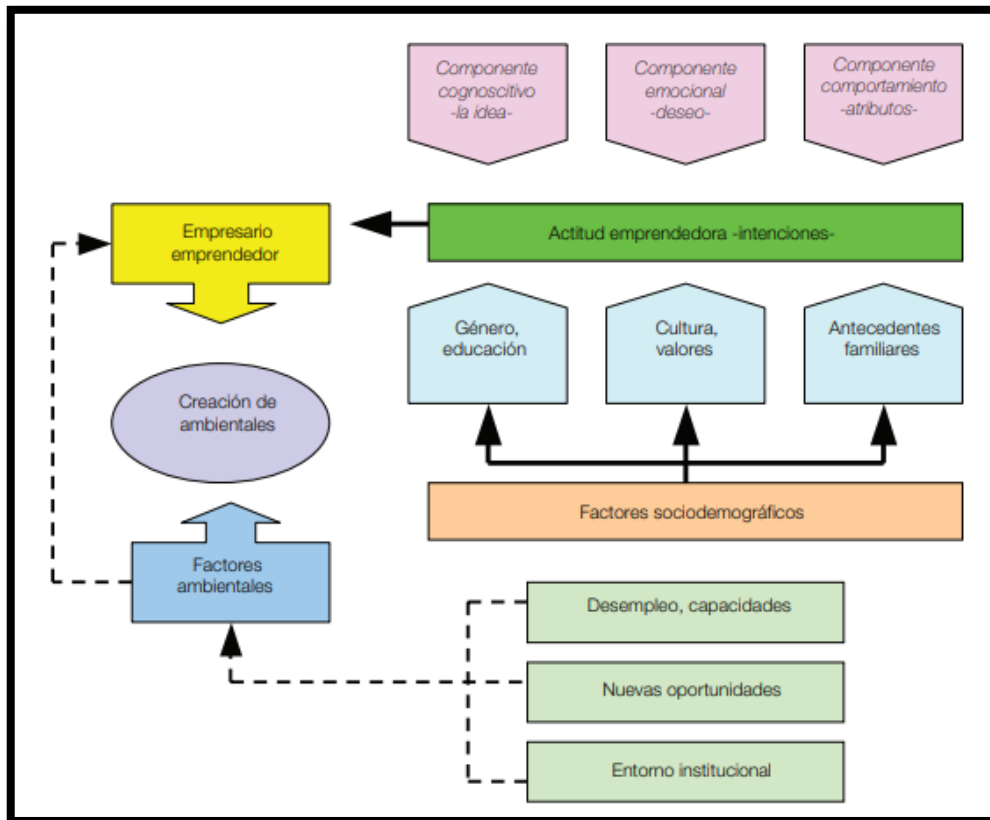 Componente
cognoscitivo
-la idea-
Componente
emocional
-deseo-
Componente
comportamiento
-atributos-
Empresario
emprendedor
Actitud emprendedora -intenciones-
Género,
educación
Cultura,
valores
Antecedentes
familiares
Creación de
ambientales
Factores sociodemográficos
Factores
ambientales
Desempleo, capacidades
Nuevas oportunidades
Entorno institucional